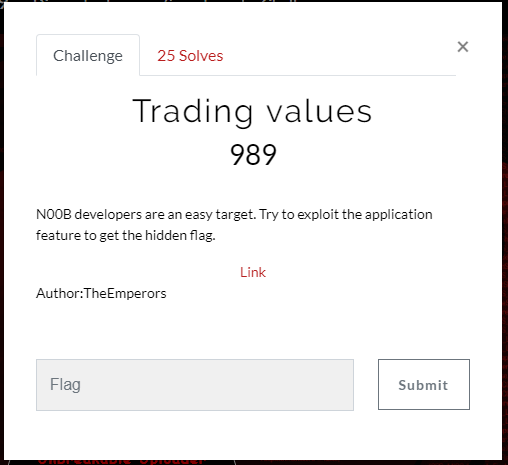 Challenge
25 Solves
×
Trading values
989
N00B developers are an easy target. Try to exploit the application
feature to get the hidden flag.
Link
Author:TheEmperors
Flag
Submit